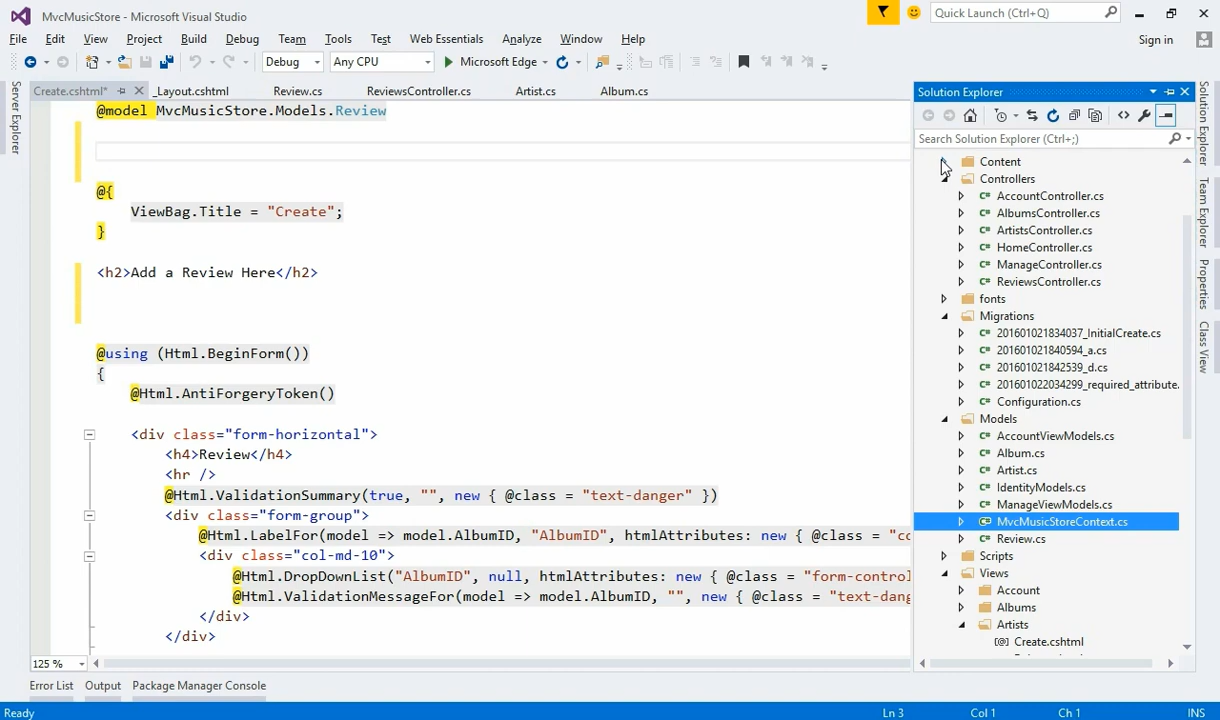 MvcMusicStore - Microsoft Visual Studio
Quick Launch (Ctrl+;)
File Edit View Project Build Debug Team Tools Test Web Essentials Analyze Window Help
Sign in
Debug Any CPU Microsoft Edge
Server Explorer
Create.cshtml* _Layout.cshtml Review.cs ReviewsController.cs Artist.cs Album.cs
@model MvcMusicStore.Models.Review
@{
ViewBag.Title = "Create";
}
<h2>Add a Review Here</h2>
@using (Html.BeginForm())
{
@Html.AntiForgeryToken()
<div class="form-horizontal">
<h4>Review</h4>
<hr />
@Html.ValidationSummary(true, "", new { @class = "text-danger" })
<div class="form-group">
@Html.LabelFor(model => model.AlbumID, "AlbumID", htmlAttributes: new { @class = "co
<div class="col-md-10">
@Html.DropDownList("AlbumID", null, htmlAttributes: new { @class = "form-control
@Html.ValidationMessageFor(model => model.AlbumID, "", new { @class = "text-dang
</div>
</div>
125 %
Solution Explorer
Search Solution Explorer (Ctrl+;)
Content
Controllers
AccountController.cs
AlbumsController.cs
ArtistsController.cs
HomeController.cs
ManageController.cs
ReviewsController.cs
fonts
Migrations
201601021834037_InitialCreate.cs
201601021840594_a.cs
201601021842539_d.cs
201601022034299_required_attribute.
Configuration.cs
Models
AccountViewModels.cs
Album.cs
Artist.cs
IdentityModels.cs
ManageViewModels.cs
MvcMusicStoreContext.cs
Review.cs
Scripts
Views
Account
Albums
Artists
Create.cshtml
Solution Explorer
Team Explorer
Properties
Class View
Error List Output Package Manager Console
Ready Ln 3 Col 1 Ch 1 INS